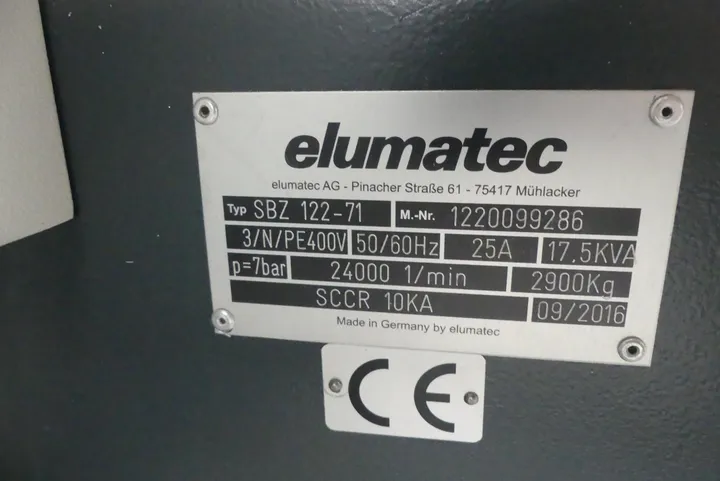 elumatec
elumatec AG - Pinacher Straße 61 - 75417 Mühlacker
Typ SBZ 122-71 M.-Nr. 1220099286
3/N/PE400V 50/60Hz 25A 17.5KVA
p=7bar 24000 1/min 2900Kg
SCCR 10KA 09/2016
Made in Germany by elumatec
CE